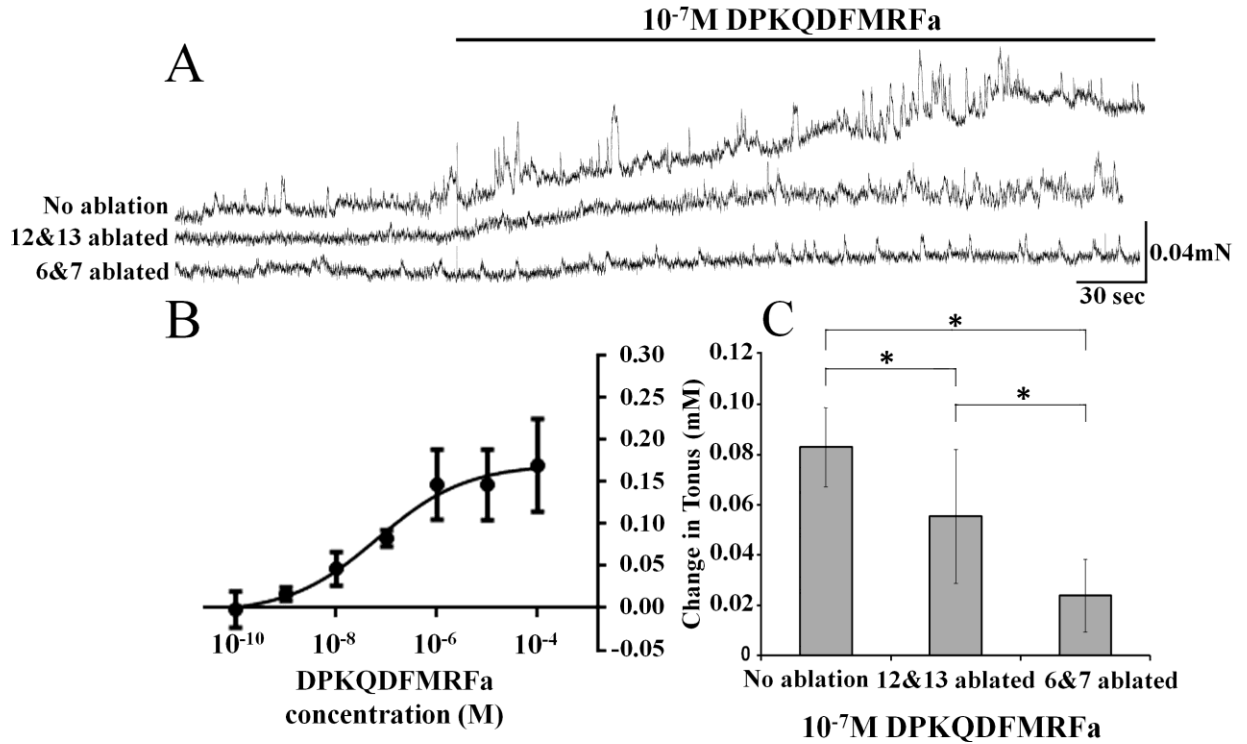 10⁻⁷M DPKQDFMRFa
A
No ablation
12&13 ablated
6&7 ablated
0.04mN
30 sec
B
0.30
0.25
0.20
0.15
0.10
0.05
0.00
-0.05
10⁻¹⁰
10⁻⁸
10⁻⁶
10⁻⁴
DPKQDFMRFa
concentration (M)
C
Change in Tonus (mM)
0.12
0.10
0.08
0.06
0.04
0.02
0
*
*
*
No ablation
12&13 ablated
6&7 ablated
10⁻⁷M DPKQDFMRFa